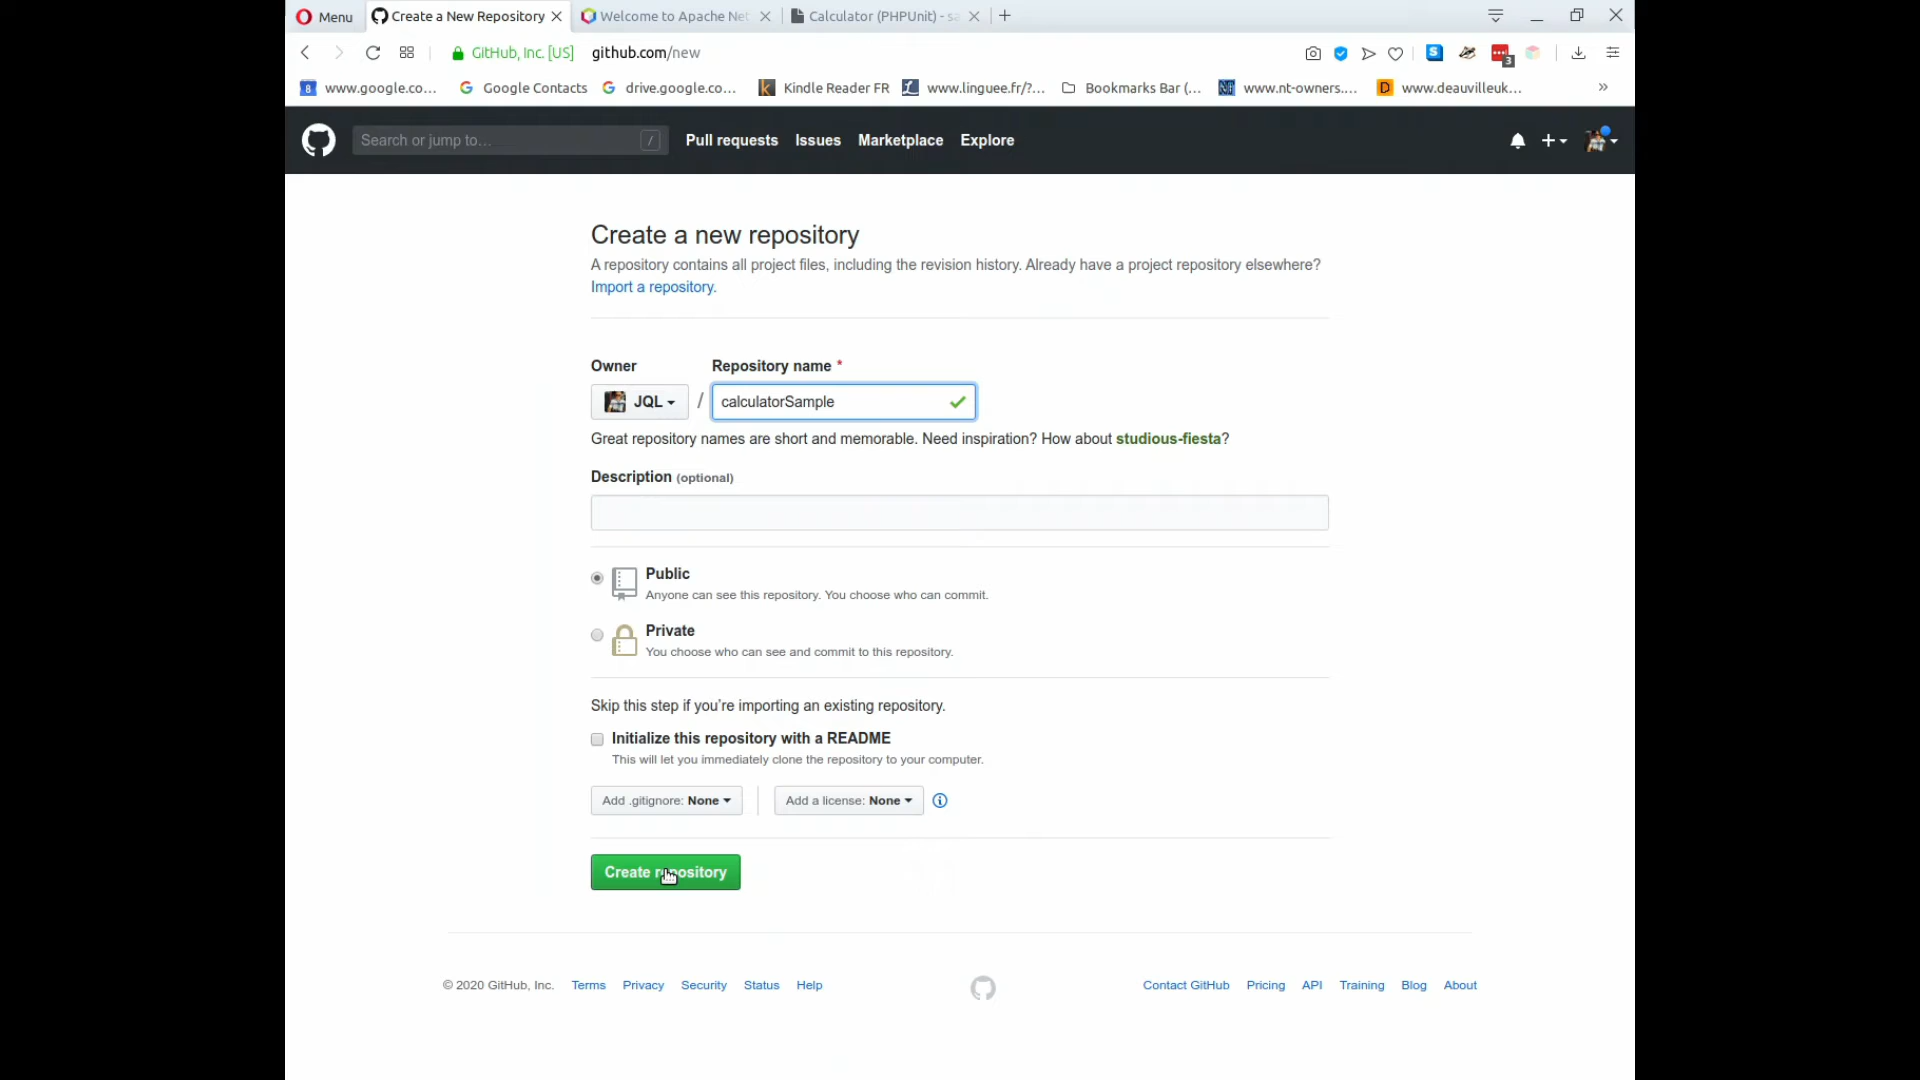 Menu
Create a New Repository
Welcome to Apache Net
Calculator (PHPUnit) - sa
GitHub, Inc. [US] github.com/new
S
3
8 www.google.co...
Google Contacts
drive.google.co...
k Kindle Reader FR
www.linguee.fr/?...
Bookmarks Bar (...
www.nt-owners....
D www.deauvilleuk...
Search or jump to… /
Pull requests Issues Marketplace Explore
Create a new repository
A repository contains all project files, including the revision history. Already have a project repository elsewhere?
Import a repository.
Owner Repository name *
JQL / calculatorSample
Great repository names are short and memorable. Need inspiration? How about studious-fiesta?
Description (optional)
Public
Anyone can see this repository. You choose who can commit.
Private
You choose who can see and commit to this repository.
Skip this step if you’re importing an existing repository.
Initialize this repository with a README
This will let you immediately clone the repository to your computer.
Add .gitignore: None Add a license: None
Create repository
© 2020 GitHub, Inc. Terms Privacy Security Status Help
Contact GitHub Pricing API Training Blog About